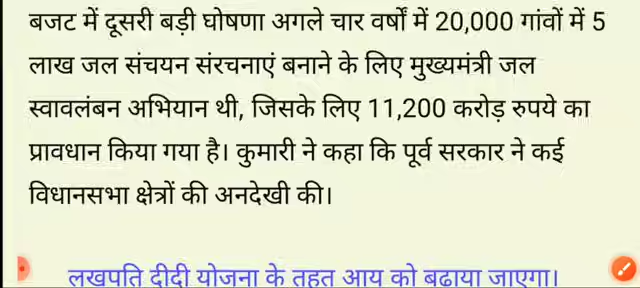 बजट में दूसरी बड़ी घोषणा अगले चार वर्षों में 20,000 गांवों में 5
लाख जल संचयन संरचनाएं बनाने के लिए मुख्यमंत्री जल
स्वावलंबन अभियान थी, जिसके लिए 11,200 करोड़ रुपये का
प्रावधान किया गया है। कुमारी ने कहा कि पूर्व सरकार ने कई
विधानसभा क्षेत्रों की अनदेखी की।
लखपति दीदी योजना के तहत आय को बढ़ाया जाएगा।